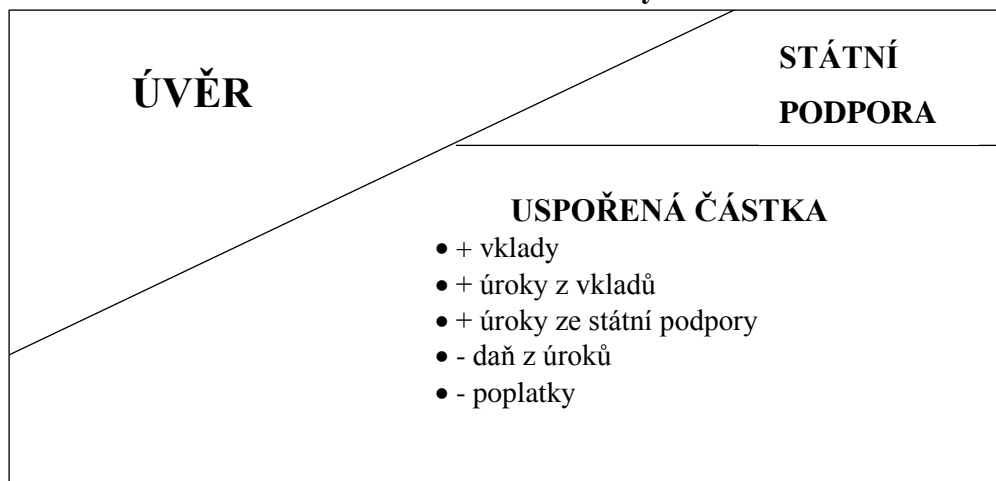 ÚVĚR
STÁTNÍ
PODPORA
USPOŘENÁ ČÁSTKA
• + vklady
• + úroky z vkladů
• + úroky ze státní podpory
• - daň z úroků
• - poplatky